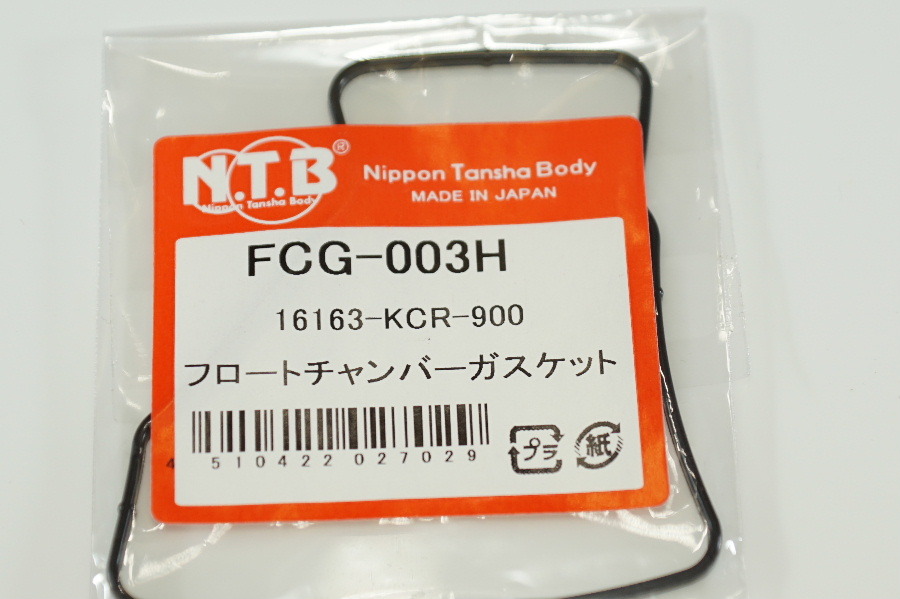 N.T.B®
Nippon Tansha Body
Nippon Tansha Body
MADE IN JAPAN
FCG-003H
16163-KCR-900
フロートチャンバーガスケット
4 510422 027029
プラ
紙